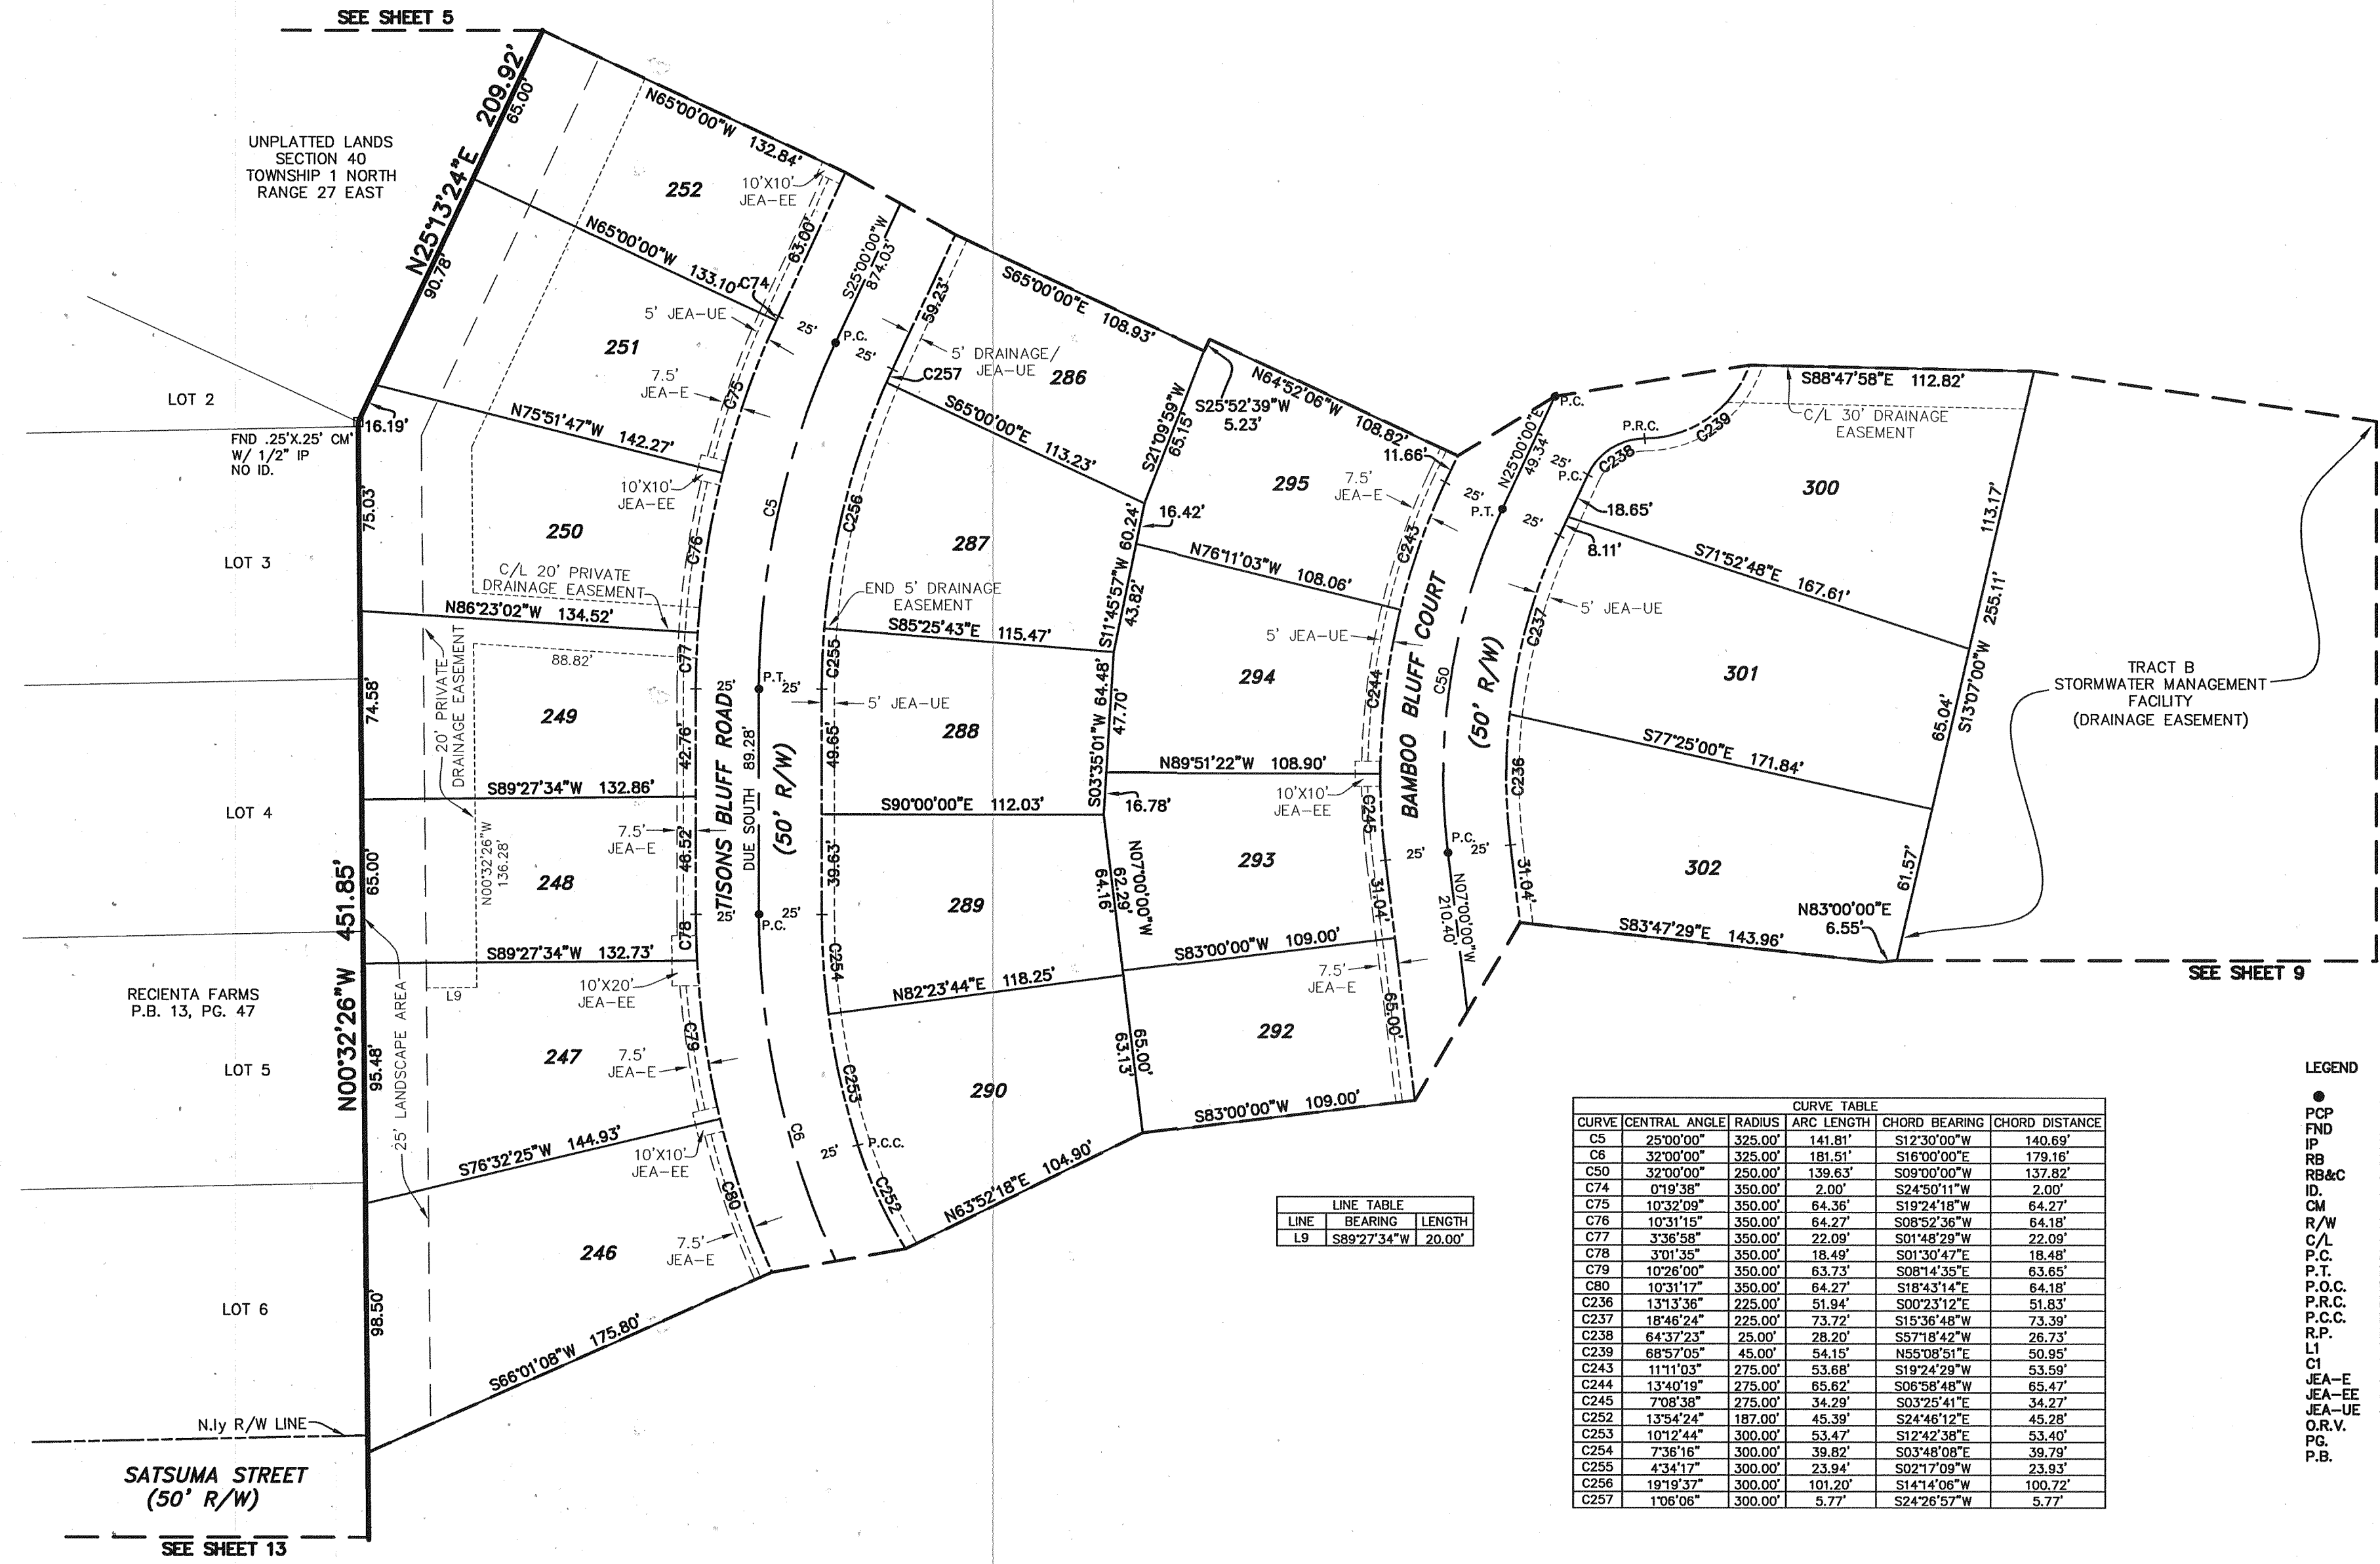 SEE SHEET 5
N25°13'24"E 209.92'
65.00'
90.78'
16.19'
UNPLATTED LANDS
SECTION 40
TOWNSHIP 1 NORTH
RANGE 27 EAST
LOT 2
FND .25'X.25' CM
W/ 1/2" IP
NO ID.
LOT 3
LOT 4
RECIENTA FARMS
P.B. 13, PG. 47
LOT 5
LOT 6
N.ly R/W LINE
SATSUMA STREET
(50' R/W)
SEE SHEET 13
N00°32'26"W 451.85'
75.03'
74.58'
65.00'
95.48'
98.50'
25' LANDSCAPE AREA
20' PRIVATE
DRAINAGE EASEMENT
N65°00'00"W 132.84'
252
10'X10'
JEA-EE
63.00'
N65°00'00"W 133.10'
C74
5' JEA-UE
251
7.5'
JEA-E
C75
N75°51'47"W 142.27'
10'X10'
JEA-EE
250
C76
C/L 20' PRIVATE
DRAINAGE EASEMENT
N86°23'02"W 134.52'
88.82'
C77
249
42.76'
S89°27'34"W 132.86'
N00°32'26"W
136.28'
7.5'
JEA-E
46.52'
248
C78
S89°27'34"W 132.73'
L9
10'X20'
JEA-EE
247
7.5'
JEA-E
C79
S76°32'25"W 144.93'
10'X10'
JEA-EE
C80
246
7.5'
JEA-E
S66°01'08"W 175.80'
S25°00'00"W
874.03'
25'
P.C.
25'
C5
P.T.
25'
25'
TISONS BLUFF ROAD
DUE SOUTH 89.28'
(50' R/W)
25'
25'
P.C.
C6
25'
P.C.C.
59.23'
5' DRAINAGE/
JEA-UE
C257
S65°00'00"E 108.93'
286
S65°00'00"E 113.23'
S21°09'59"W
65.15'
S25°52'39"W
5.23'
C256
287
16.42'
END 5' DRAINAGE
EASEMENT
S11°45'57"W 60.24'
43.82'
S85°25'43"E 115.47'
C255
5' JEA-UE
288
49.65'
S03°35'01"W 64.48'
47.70'
S90°00'00"E 112.03'
16.78'
39.63'
289
N07°00'00"W
62.29'
64.16'
C254
N82°23'44"E 118.25'
C253
290
65.00'
63.13'
C252
N63°52'18"E 104.90'
N64°52'06"W 108.82'
11.66'
295
7.5'
JEA-E
C243
N76°11'03"W 108.06'
5' JEA-UE
294
C244
N89°51'22"W 108.90'
10'X10'
JEA-EE
C245
293
31.04'
S83°00'00"W 109.00'
7.5'
JEA-E
292
65.00'
S83°00'00"W 109.00'
P.C.
N25°00'00"E
49.34'
25'
P.T.
25'
25'
P.C.
BAMBOO BLUFF COURT
C50
(50' R/W)
25'
P.C.
25'
N07°00'00"W
210.40'
P.R.C.
C238
C239
S88°47'58"E 112.82'
C/L 30' DRAINAGE
EASEMENT
300
18.65'
8.11'
113.17'
S71°52'48"E 167.61'
C237
5' JEA-UE
301
65.04'
S13°07'00"W 255.11'
S77°25'00"E 171.84'
C236
302
31.04'
61.57'
N83°00'00"E
6.55'
S83°47'29"E 143.96'
TRACT B
STORMWATER MANAGEMENT
FACILITY
(DRAINAGE EASEMENT)
SEE SHEET 9
LINE TABLE
LINE BEARING LENGTH
L9 S89°27'34"W 20.00'
CURVE TABLE
CURVE CENTRAL ANGLE RADIUS ARC LENGTH CHORD BEARING CHORD DISTANCE
C5 25°00'00" 325.00' 141.81' S12°30'00"W 140.69'
C6 32°00'00" 325.00' 181.51' S16°00'00"E 179.16'
C50 32°00'00" 250.00' 139.63' S09°00'00"W 137.82'
C74 0°19'38" 350.00' 2.00' S24°50'11"W 2.00'
C75 10°32'09" 350.00' 64.36' S19°24'18"W 64.27'
C76 10°31'15" 350.00' 64.27' S08°52'36"W 64.18'
C77 3°36'58" 350.00' 22.09' S01°48'29"W 22.09'
C78 3°01'35" 350.00' 18.49' S01°30'47"E 18.48'
C79 10°26'00" 350.00' 63.73' S08°14'35"E 63.65'
C80 10°31'17" 350.00' 64.27' S18°43'14"E 64.18'
C236 13°13'36" 225.00' 51.94' S00°23'12"E 51.83'
C237 18°46'24" 225.00' 73.72' S15°36'48"W 73.39'
C238 64°37'23" 25.00' 28.20' S57°18'42"W 26.73'
C239 68°57'05" 45.00' 54.15' N55°08'51"E 50.95'
C243 11°11'03" 275.00' 53.68' S19°24'29"W 53.59'
C244 13°40'19" 275.00' 65.62' S06°58'48"W 65.47'
C245 7°08'38" 275.00' 34.29' S03°25'41"E 34.27'
C252 13°54'24" 187.00' 45.39' S24°46'12"E 45.28'
C253 10°12'44" 300.00' 53.47' S12°42'38"E 53.40'
C254 7°36'16" 300.00' 39.82' S03°48'08"E 39.79'
C255 4°34'17" 300.00' 23.94' S02°17'09"W 23.93'
C256 19°19'37" 300.00' 101.20' S14°14'06"W 100.72'
C257 1°06'06" 300.00' 5.77' S24°26'57"W 5.77'
LEGEND
PCP
FND
IP
RB
RB&C
ID.
CM
R/W
C/L
P.C.
P.T.
P.O.C.
P.R.C.
P.C.C.
R.P.
L1
C1
JEA-E
JEA-EE
JEA-UE
O.R.V.
PG.
P.B.